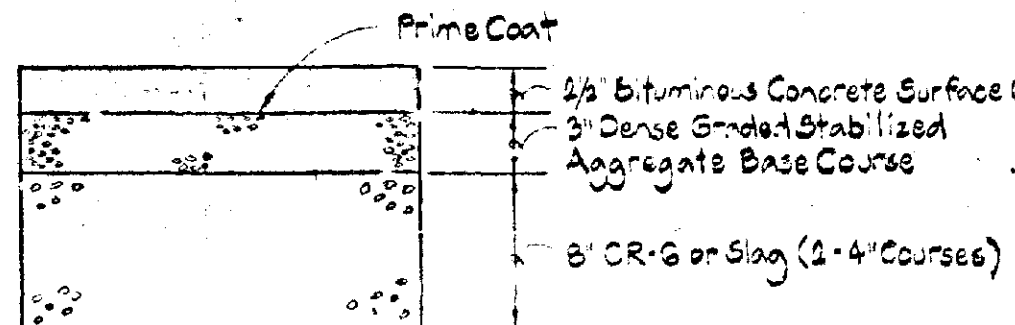 Prime Coat
2½" Bituminous Concrete Surface
3" Dense Graded Stabilized
Aggregate Base Course
8" CR-6 or Slag (2-4" Courses)